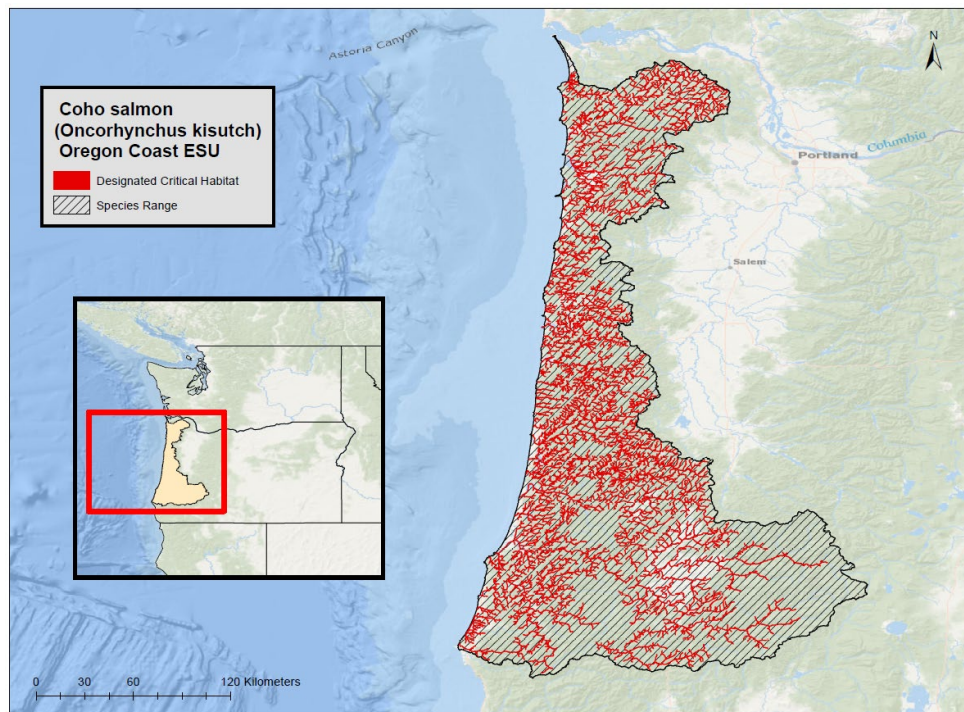 Astoria Canyon
N
Coho salmon
(Oncorhynchus kisutch)
Oregon Coast ESU
Designated Critical Habitat
Species Range
Columbia
Portland
Salem
0 30 60 120 Kilometers